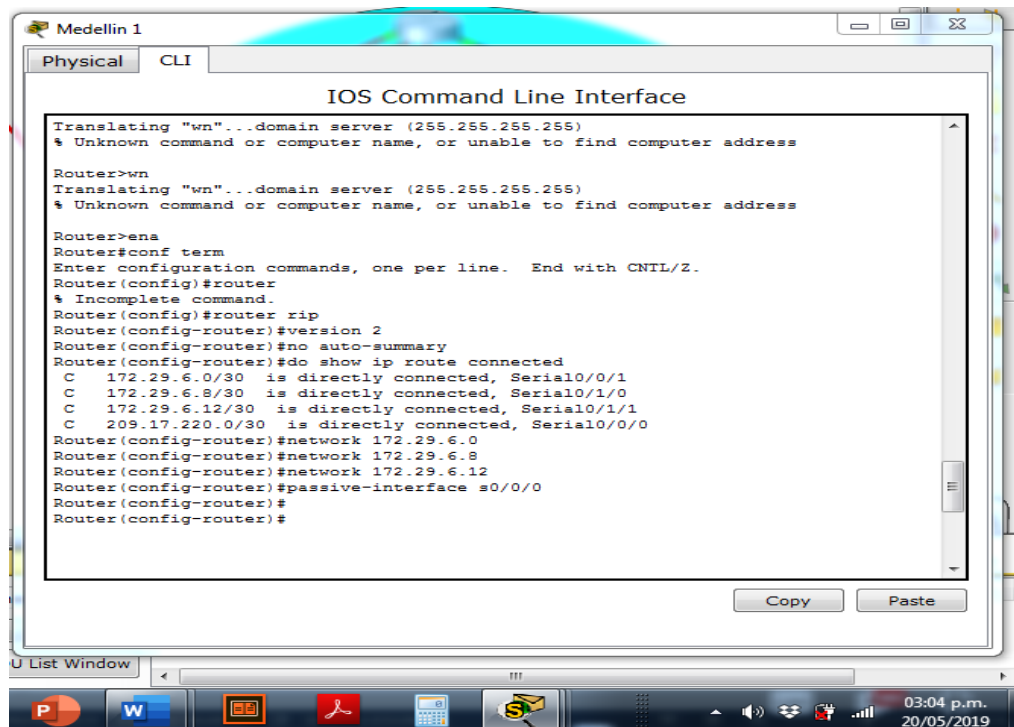 Medellin 1
Physical CLI
IOS Command Line Interface
Translating "wn"...domain server (255.255.255.255)
% Unknown command or computer name, or unable to find computer address
Router>wn
Translating "wn"...domain server (255.255.255.255)
% Unknown command or computer name, or unable to find computer address
Router>ena
Router#conf term
Enter configuration commands, one per line.  End with CNTL/Z.
Router(config)#router
% Incomplete command.
Router(config)#router rip
Router(config-router)#version 2
Router(config-router)#no auto-summary
Router(config-router)#do show ip route connected
C   172.29.6.0/30  is directly connected, Serial0/0/1
C   172.29.6.8/30  is directly connected, Serial0/1/0
C   172.29.6.12/30  is directly connected, Serial0/1/1
C   209.17.220.0/30  is directly connected, Serial0/0/0
Router(config-router)#network 172.29.6.0
Router(config-router)#network 172.29.6.8
Router(config-router)#network 172.29.6.12
Router(config-router)#passive-interface s0/0/0
Router(config-router)#
Router(config-router)#
Copy Paste
U List Window
03:04 p.m.
20/05/2019